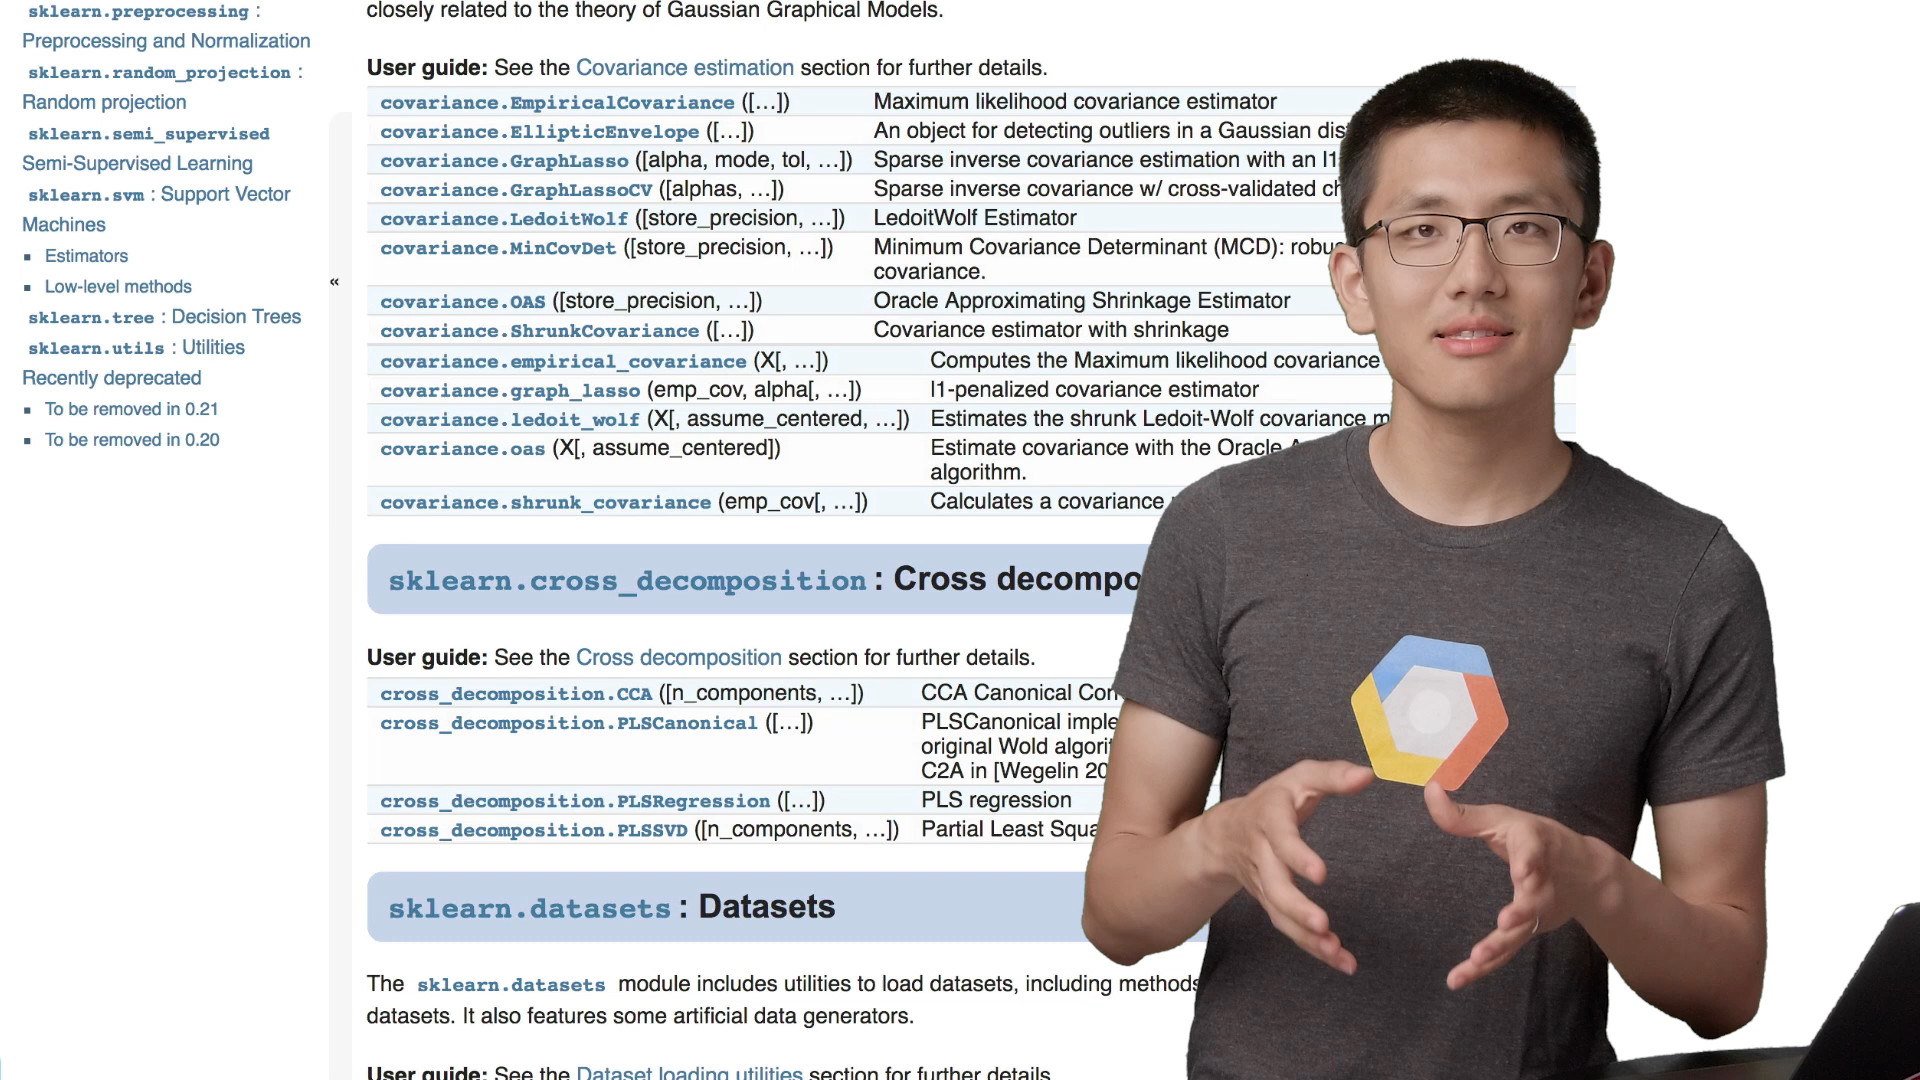 sklearn.preprocessing :
Preprocessing and Normalization
sklearn.random_projection :
Random projection
sklearn.semi_supervised
Semi-Supervised Learning
sklearn.svm : Support Vector
Machines
Estimators
Low-level methods
sklearn.tree : Decision Trees
sklearn.utils : Utilities
Recently deprecated
To be removed in 0.21
To be removed in 0.20
«
closely related to the theory of Gaussian Graphical Models.
User guide: See the Covariance estimation section for further details.
covariance.EmpiricalCovariance ([…]) Maximum likelihood covariance estimator
covariance.EllipticEnvelope ([…]) An object for detecting outliers in a Gaussian
covariance.GraphLasso ([alpha, mode, tol, …]) Sparse inverse covariance estimation with an l1
covariance.GraphLassoCV ([alphas, …]) Sparse inverse covariance w/ cross-validated
covariance.LedoitWolf ([store_precision, …]) LedoitWolf Estimator
covariance.MinCovDet ([store_precision, …]) Minimum Covariance Determinant (MCD):
covariance.
covariance.OAS ([store_precision, …]) Oracle Approximating Shrinkage Estimator
covariance.ShrunkCovariance ([…]) Covariance estimator with shrinkage
covariance.empirical_covariance (X[, …]) Computes the Maximum likelihood covariance
covariance.graph_lasso (emp_cov, alpha[, …]) l1-penalized covariance estimator
covariance.ledoit_wolf (X[, assume_centered, …]) Estimates the shrunk Ledoit-Wolf covariance
covariance.oas (X[, assume_centered]) Estimate covariance with the Oracle
algorithm.
covariance.shrunk_covariance (emp_cov[, …]) Calculates a covariance
sklearn.cross_decomposition : Cross decompo
User guide: See the Cross decomposition section for further details.
cross_decomposition.CCA ([n_components, …]) CCA Canonical
cross_decomposition.PLSCanonical ([…]) PLSCanonical imple
original Wold
C2A in [Wegelin
cross_decomposition.PLSRegression ([…]) PLS regression
cross_decomposition.PLSSVD ([n_components, …]) Partial Least Squa
sklearn.datasets : Datasets
The sklearn.datasets module includes utilities to load datasets, including methods
datasets. It also features some artificial data generators.
User guide: See the Dataset loading utilities section for further details